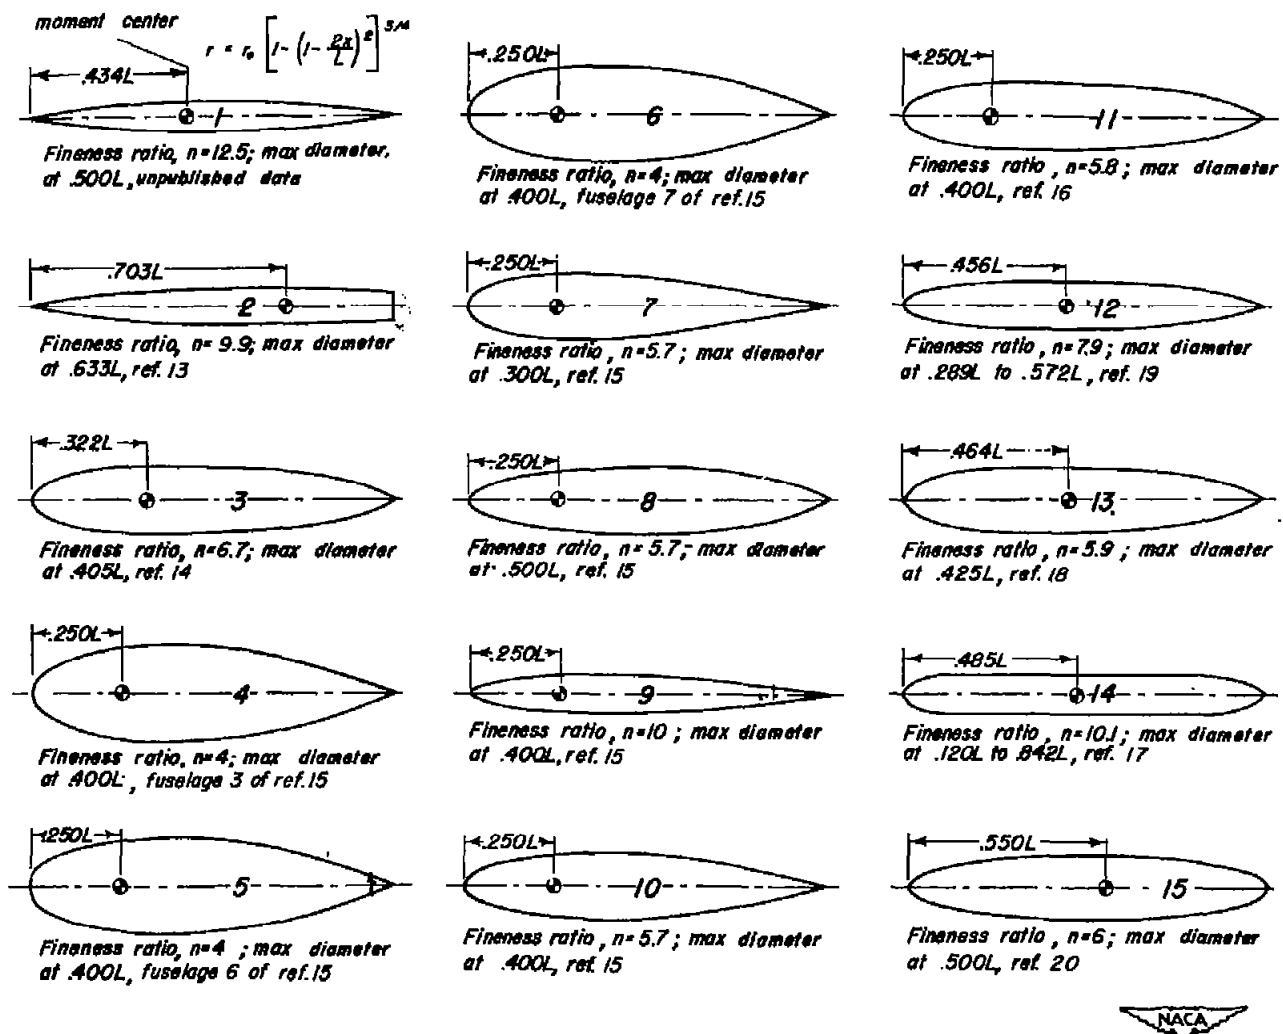 moment center
r = r₀ [1-(1-2x/L)²]^3/4
.434L
1
Fineness ratio, n=12.5; max diameter.
at .500L, unpublished data
.703L
2
Fineness ratio, n= 9.9; max diameter
at .633L, ref. 13
.322L
3
Fineness ratio, n=6.7; max diameter
at .405L, ref. 14
.250L
4
Fineness ratio, n=4; max diameter
at .400L, fuselage 3 of ref.15
.250L
5
Fineness ratio, n=4 ; max diameter
at .400L, fuselage 6 of ref.15
.250L
6
Fineness ratio, n=4; max diameter
at .400L, fuselage 7 of ref.15
.250L
7
Fineness ratio, n=5.7; max diameter
at .300L, ref. 15
.250L
8
Fineness ratio, n=5.7; max diameter
at .500L, ref. 15
.250L
9
Fineness ratio, n=10 ; max diameter
at .400L, ref. 15
.250L
10
Fineness ratio, n=5.7; max diameter
at .400L, ref. 15
.250L
11
Fineness ratio, n=5.8; max diameter
at .400L, ref. 16
.456L
12
Fineness ratio, n=7.9; max diameter
at .289L to .572L, ref. 19
.464L
13
Fineness ratio, n=5.9 ; max diameter
at .425L, ref. 18
.485L
14
Fineness ratio, n=10.1; max diameter
at .120L to .842L, ref. 17
.550L
15
Fineness ratio, n=6; max diameter
at .500L, ref. 20
NACA